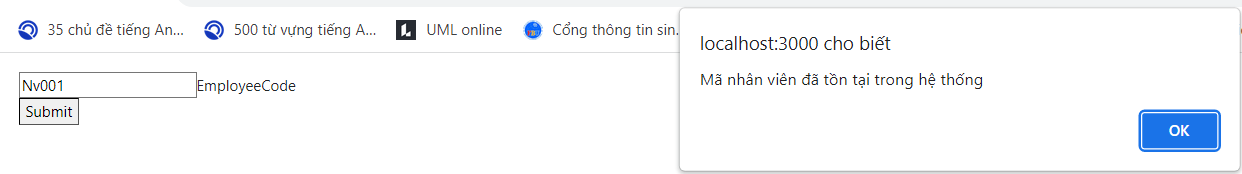 35 chủ đề tiếng An...
500 từ vựng tiếng A...
UML online
Cổng thông tin sin.
localhost:3000 cho biết
Mã nhân viên đã tồn tại trong hệ thống
OK
Nv001
EmployeeCode
Submit